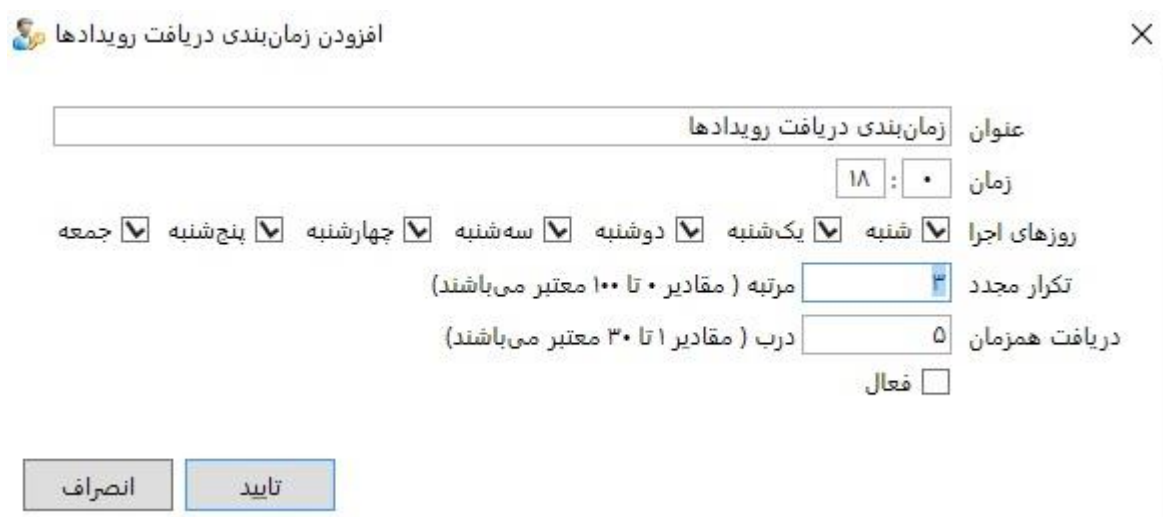 افزودن زمان‌بندی دریافت رویدادها
عنوان زمان‌بندی دریافت رویدادها
زمان ۰ : ۱۸
روزهای اجرا شنبه یک‌شنبه دوشنبه سه‌شنبه چهارشنبه پنج‌شنبه جمعه
تکرار مجدد ۳ مرتبه ( مقادیر ۰ تا ۱۰۰ معتبر می‌باشند)
دریافت همزمان ۵ درب ( مقادیر ۱ تا ۳۰ معتبر می‌باشند)
فعال
تایید انصراف